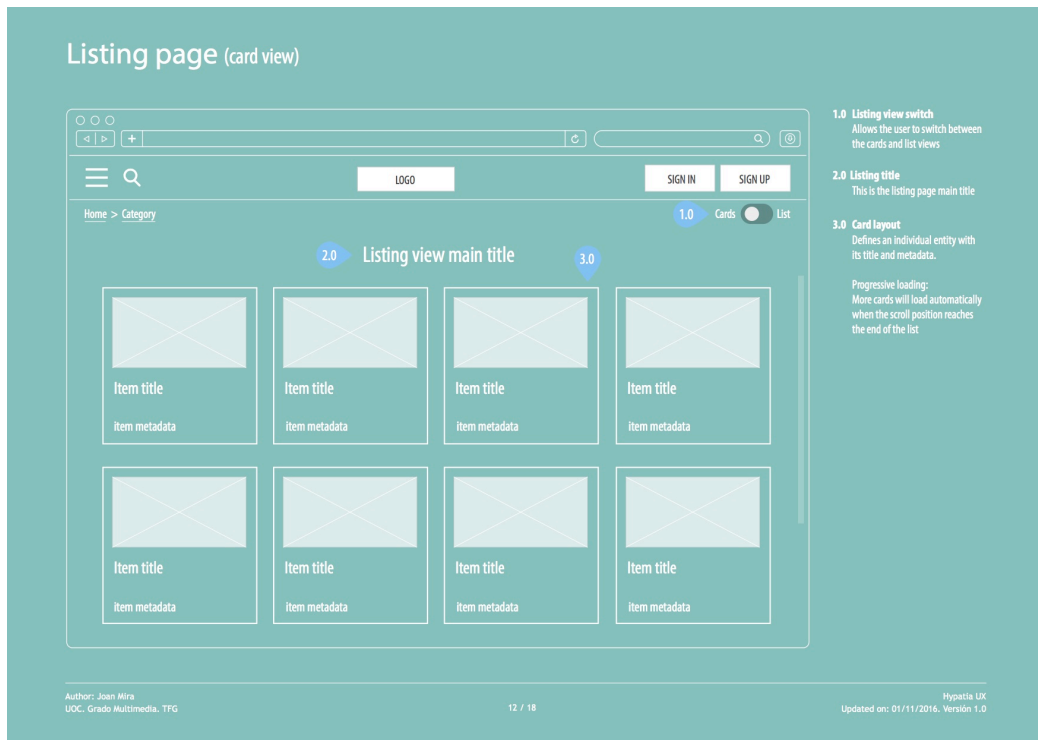 Listing page (card view)
LOGO
SIGN IN
SIGN UP
Home > Category
1.0
Cards
List
2.0
Listing view main title
3.0
Item title
Item title
Item title
Item title
item metadata
item metadata
item metadata
item metadata
Item title
Item title
Item title
Item title
item metadata
item metadata
item metadata
item metadata
1.0 Listing view switch
Allows the user to switch between
the cards and list views
2.0 Listing title
This is the listing page main title
3.0 Card layout
Defines an individual entity with
its title and metadata.
Progressive loading:
More cards will load automatically
when the scroll position reaches
the end of the list
Author: Joan Mira
UOC. Grado Multimedia. TFG
12 / 18
Hypatia UX
Updated on: 01/11/2016. Versión 1.0